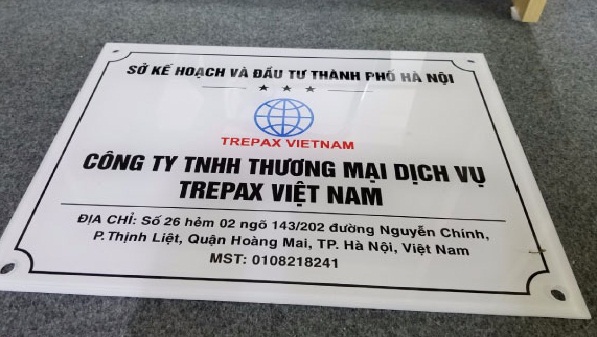 SỞ KẾ HOẠCH VÀ ĐẦU TƯ THÀNH PHỐ HÀ NỘI
TREPAX VIETNAM
CÔNG TY TNHH THƯƠNG MẠI DỊCH VỤ
TREPAX VIỆT NAM
ĐỊA CHỈ: Số 26 hẻm 02 ngõ 143/202 đường Nguyễn Chính,
P.Thịnh Liệt, Quận Hoàng Mai, TP. Hà Nội, Việt Nam
MST: 0108218241